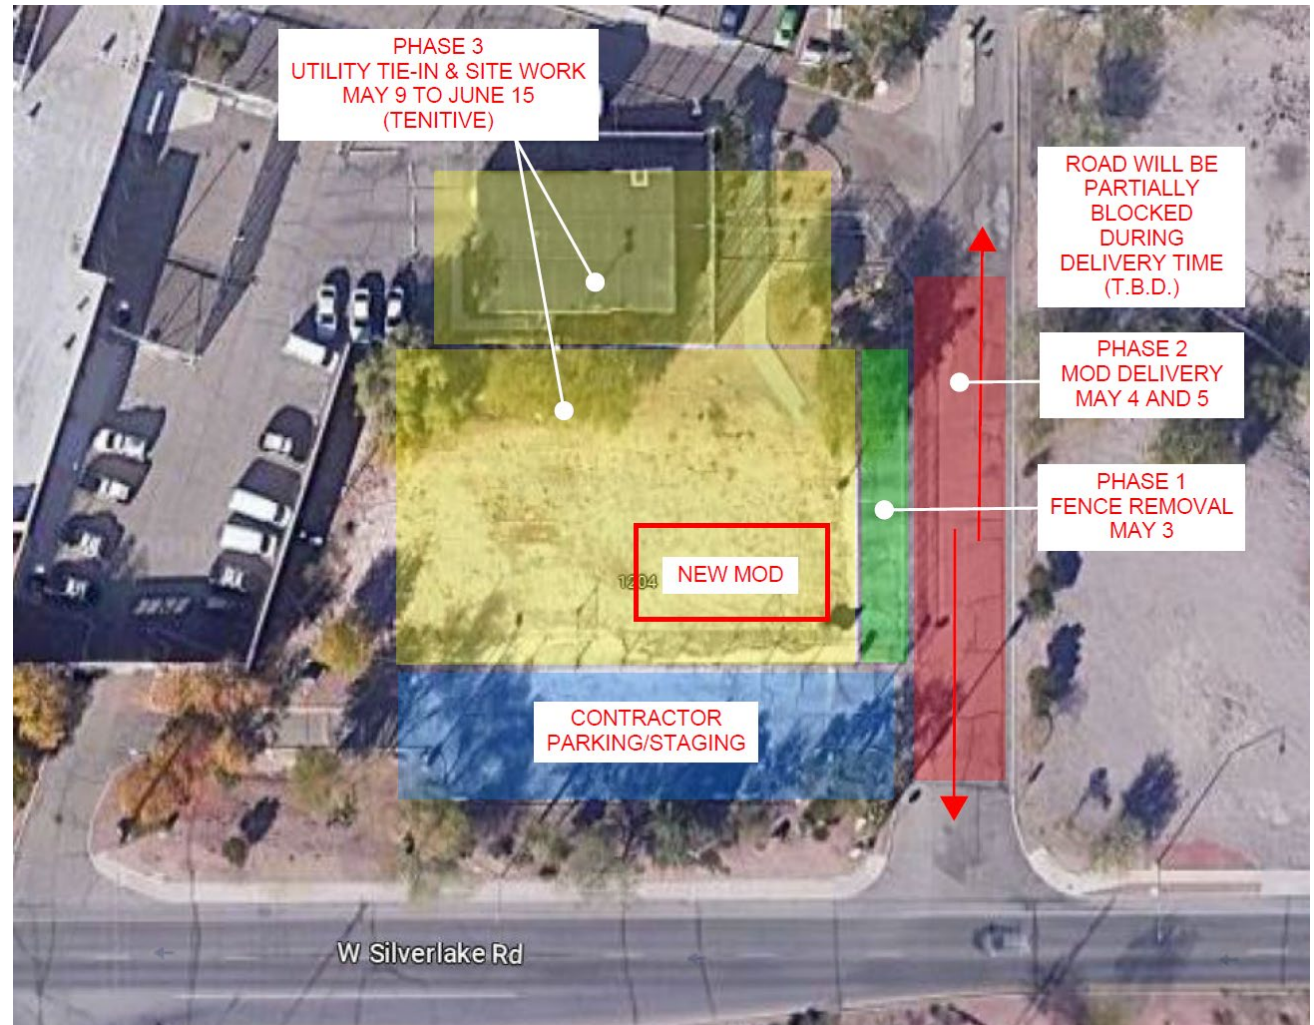 PHASE 3
UTILITY TIE-IN & SITE WORK
MAY 9 TO JUNE 15
(TENITIVE)
ROAD WILL BE
PARTIALLY
BLOCKED
DURING
DELIVERY TIME
(T.B.D.)
PHASE 2
MOD DELIVERY
MAY 4 AND 5
PHASE 1
FENCE REMOVAL
MAY 3
1204
NEW MOD
CONTRACTOR
PARKING/STAGING
W Silverlake Rd